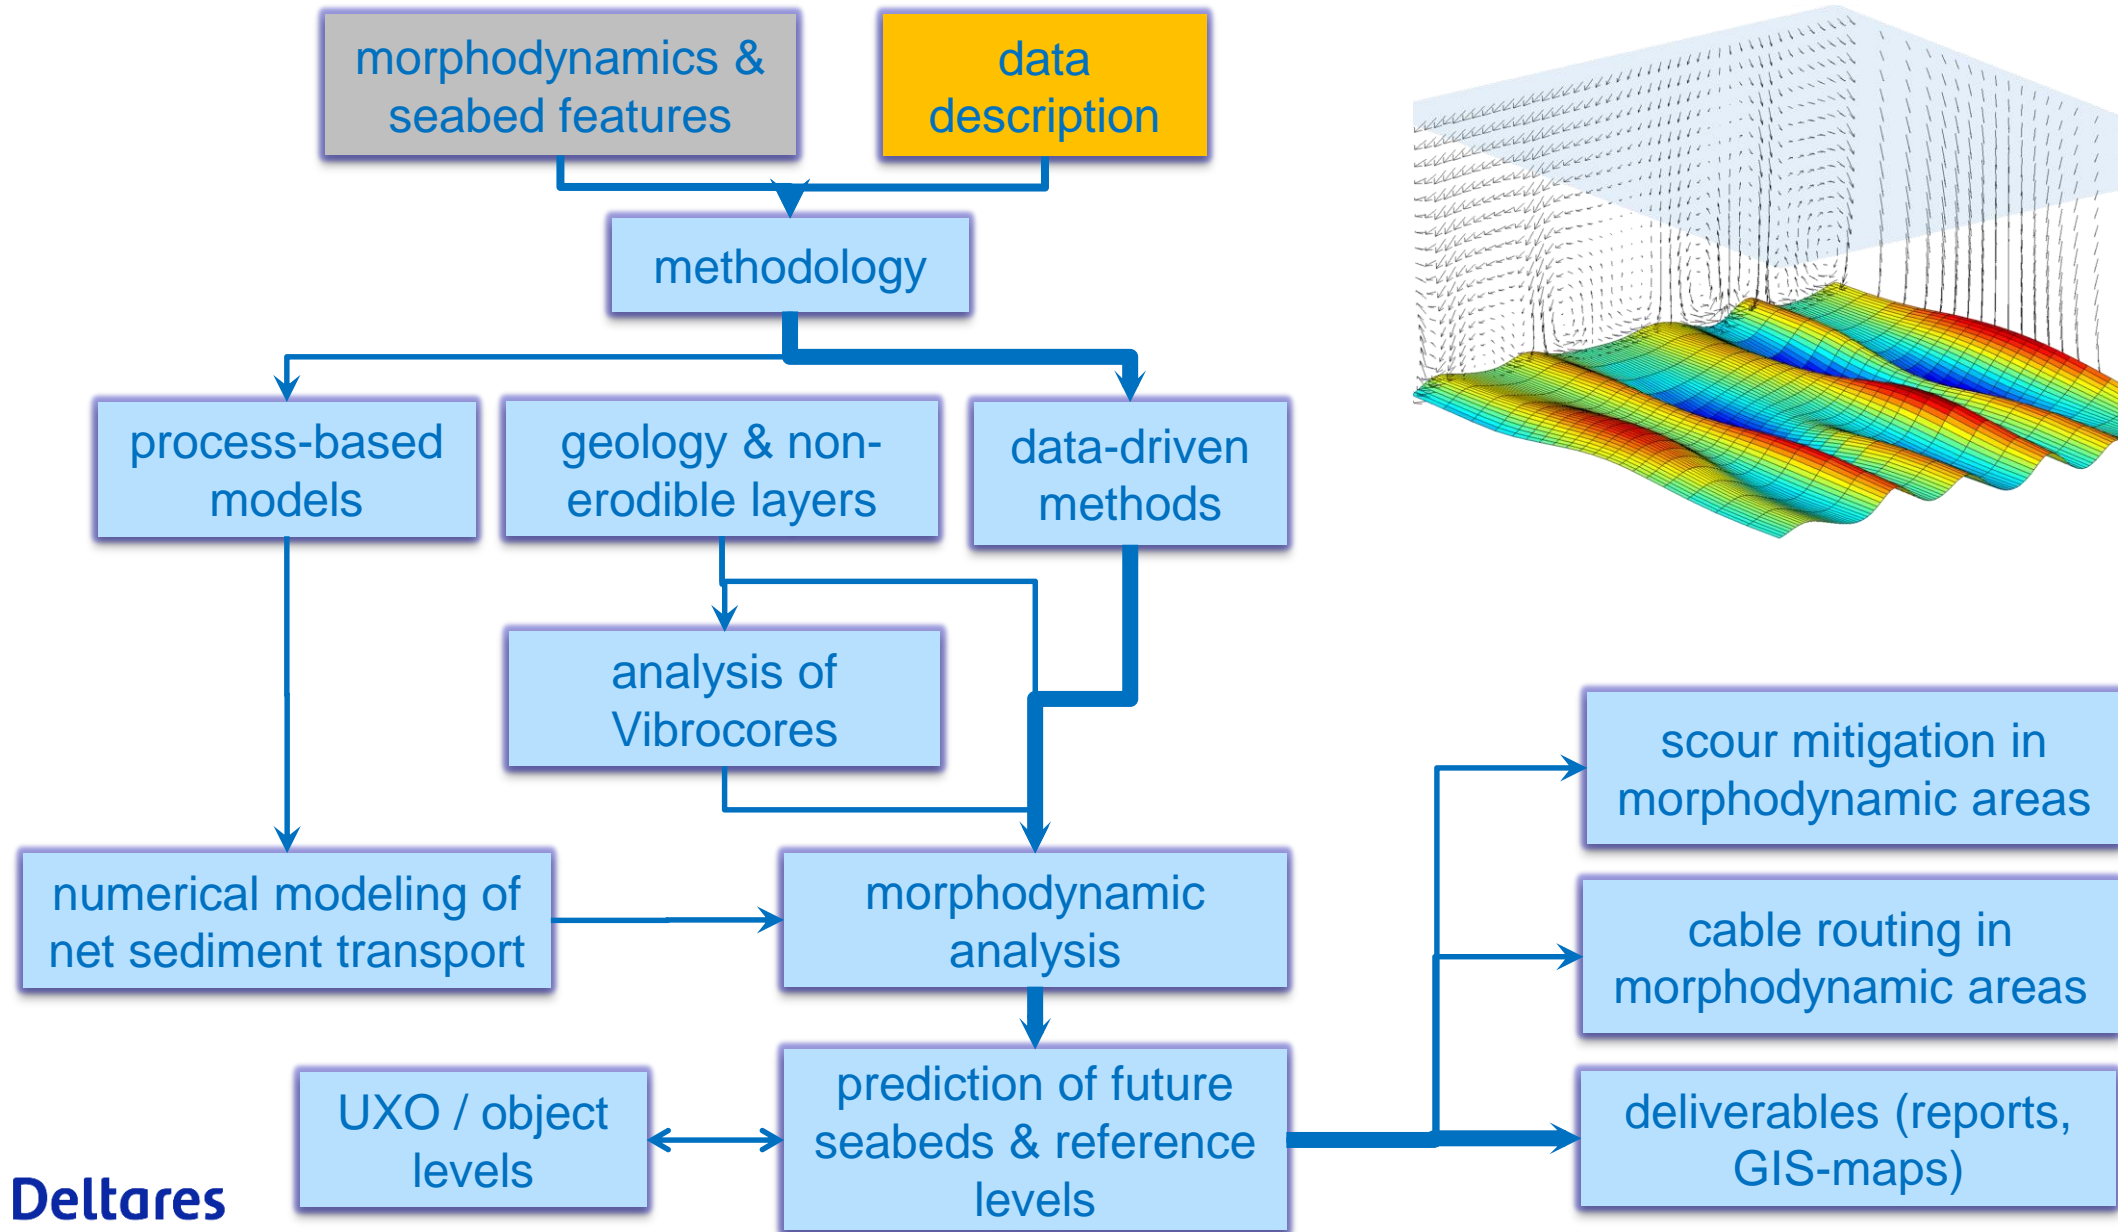 morphodynamics &
seabed features
data
description
methodology
process-based
models
geology & non-
erodible layers
data-driven
methods
analysis of
Vibrocores
scour mitigation in
morphodynamic areas
numerical modeling of
net sediment transport
morphodynamic
analysis
cable routing in
morphodynamic areas
UXO / object
levels
prediction of future
seabeds & reference
levels
deliverables (reports,
GIS-maps)
Deltares